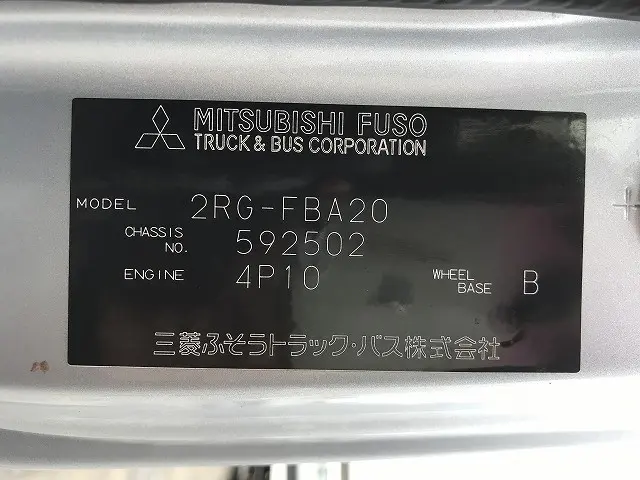 MITSUBISHI FUSO
TRUCK & BUS CORPORATION
MODEL 2RG-FBA20
CHASSIS NO. 592502
ENGINE 4P10 WHEEL BASE B
三菱ふそうトラック・バス株式会社